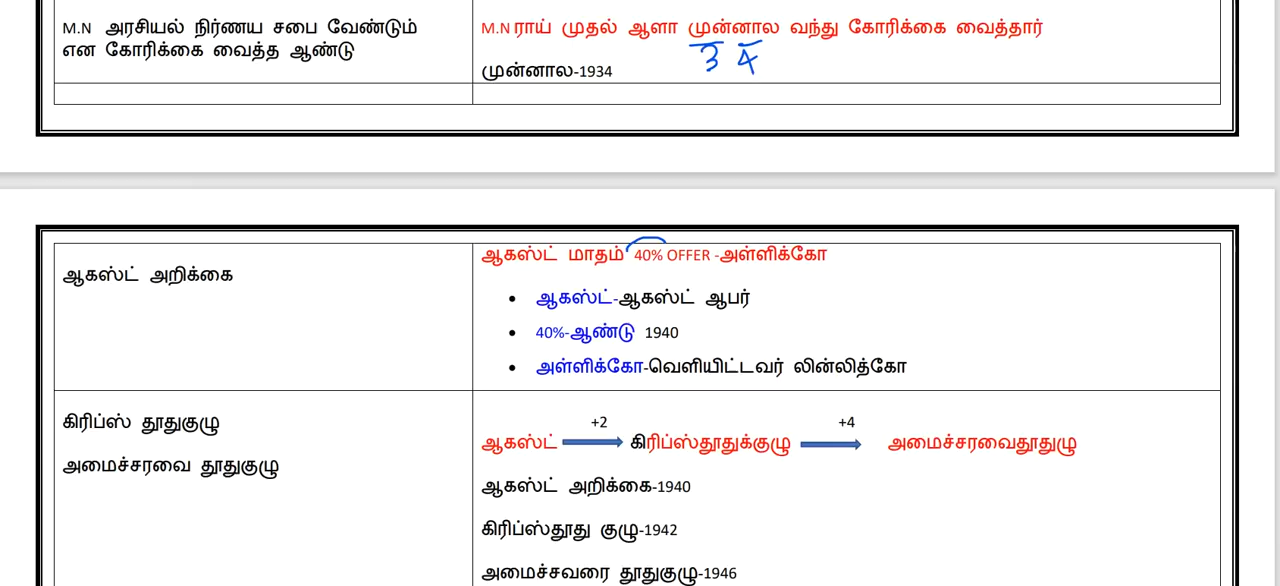 M.N அரசியல் நிர்ணய சபை வேண்டும்
என கோரிக்கை வைத்த ஆண்டு
M.N ராய் முதல் ஆளா முன்னால வந்து கோரிக்கை வைத்தார்
3 4
முன்னால-1934
ஆகஸ்ட் அறிக்கை
ஆகஸ்ட் மாதம் 40% OFFER -அள்ளிக்கோ
• ஆகஸ்ட்-ஆகஸ்ட் ஆபர்
• 40%-ஆண்டு 1940
• அள்ளிக்கோ-வெளியிட்டவர் லின்லித்கோ
கிரிப்ஸ் தூதுகுழு
அமைச்சரவை தூதுகுழு
+2 +4
ஆகஸ்ட் கிரிப்ஸ்தூதுக்குழு அமைச்சரவைதூதுழு
ஆகஸ்ட் அறிக்கை-1940
கிரிப்ஸ்தூது குழு-1942
அமைச்சவரை தூதுகுழு-1946